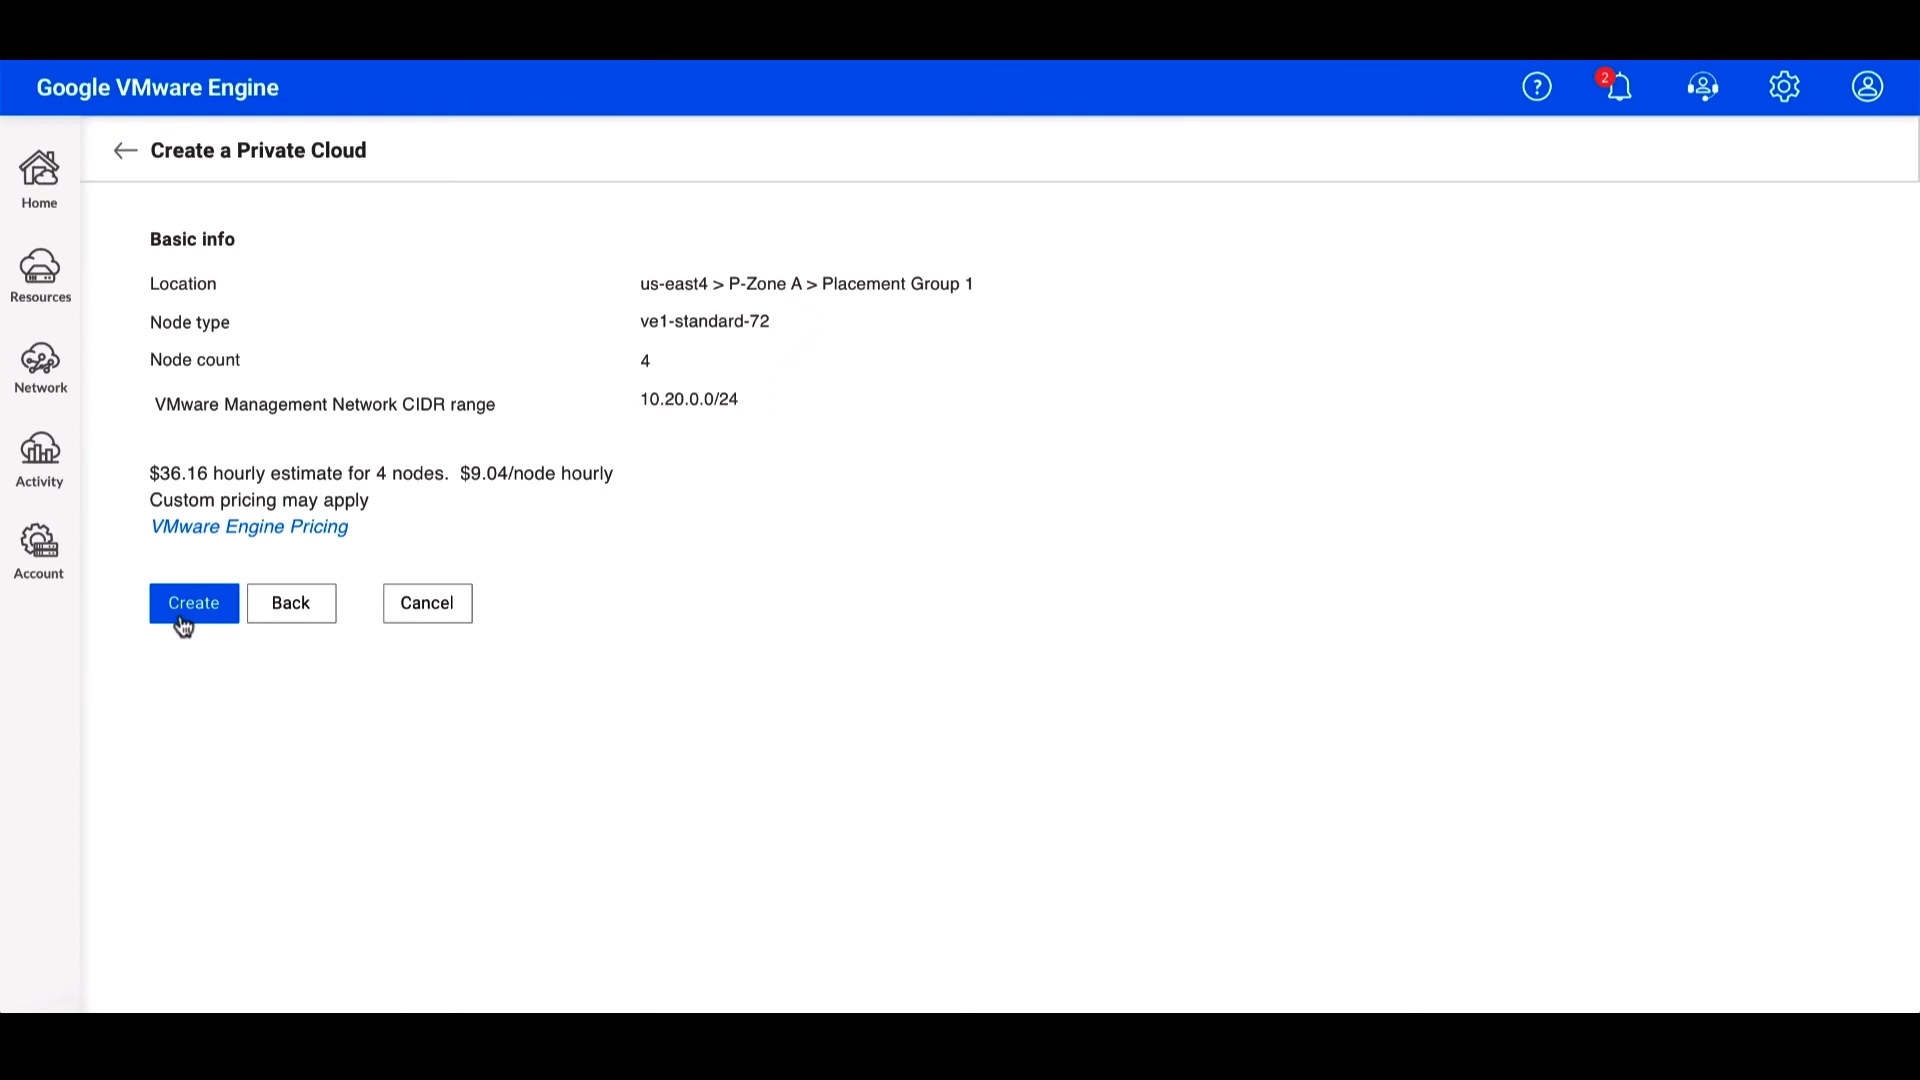 Google VMware Engine
?
2
Create a Private Cloud
Home
Resources
Network
Activity
Account
Basic info
Location us-east4 > P-Zone A > Placement Group 1
Node type ve1-standard-72
Node count 4
VMware Management Network CIDR range 10.20.0.0/24
$36.16 hourly estimate for 4 nodes. $9.04/node hourly
Custom pricing may apply
VMware Engine Pricing
Create Back Cancel